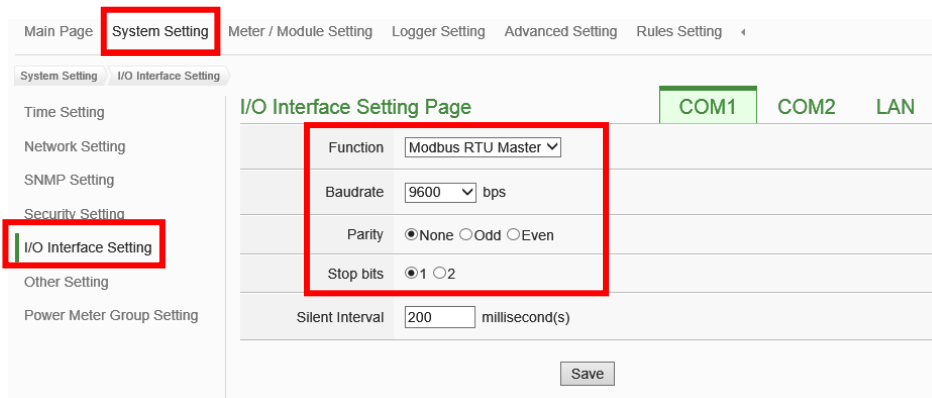 Main Page System Setting Meter / Module Setting Logger Setting Advanced Setting Rules Setting
System Setting I/O Interface Setting
Time Setting
Network Setting
SNMP Setting
Security Setting
I/O Interface Setting
Other Setting
Power Meter Group Setting
I/O Interface Setting Page COM1 COM2 LAN
Function Modbus RTU Master
Baudrate 9600 bps
Parity None Odd Even
Stop bits 1 2
Silent Interval 200 millisecond(s)
Save